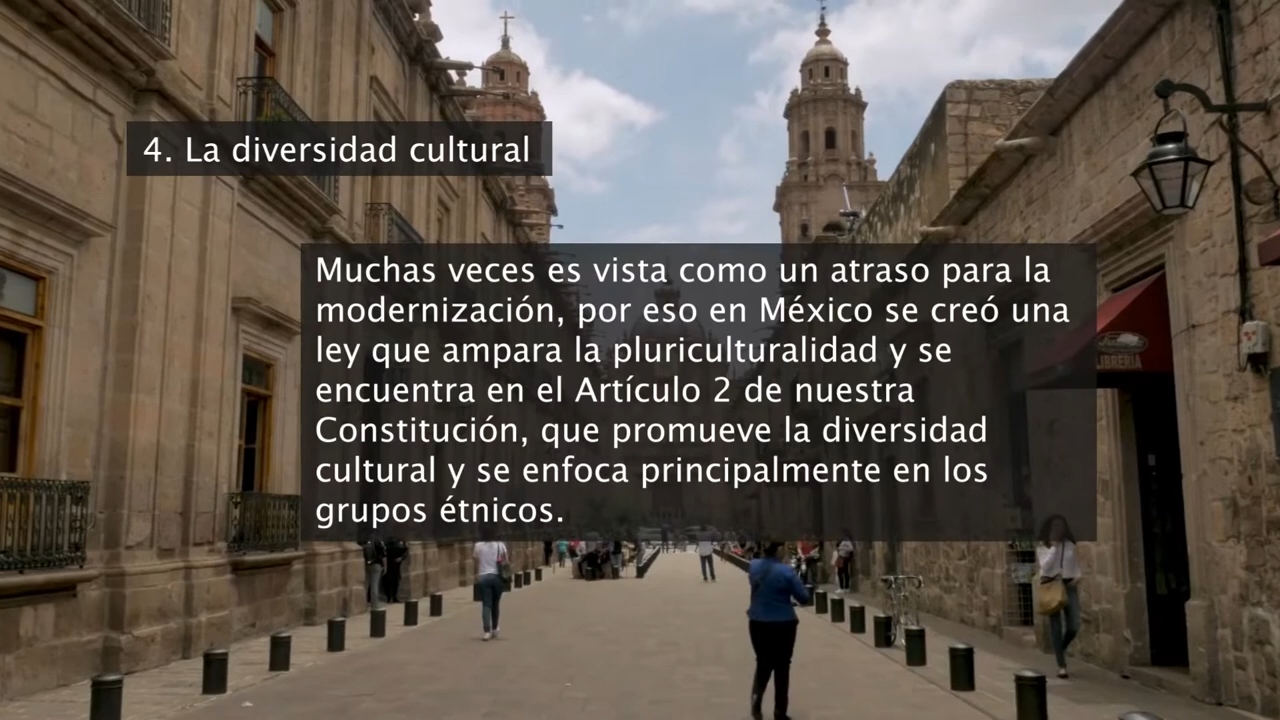 4. La diversidad cultural
Muchas veces es vista como un atraso para la
modernización, por eso en México se creó una
ley que ampara la pluriculturalidad y se
encuentra en el Artículo 2 de nuestra
Constitución, que promueve la diversidad
cultural y se enfoca principalmente en los
grupos étnicos.
LIBRERIA